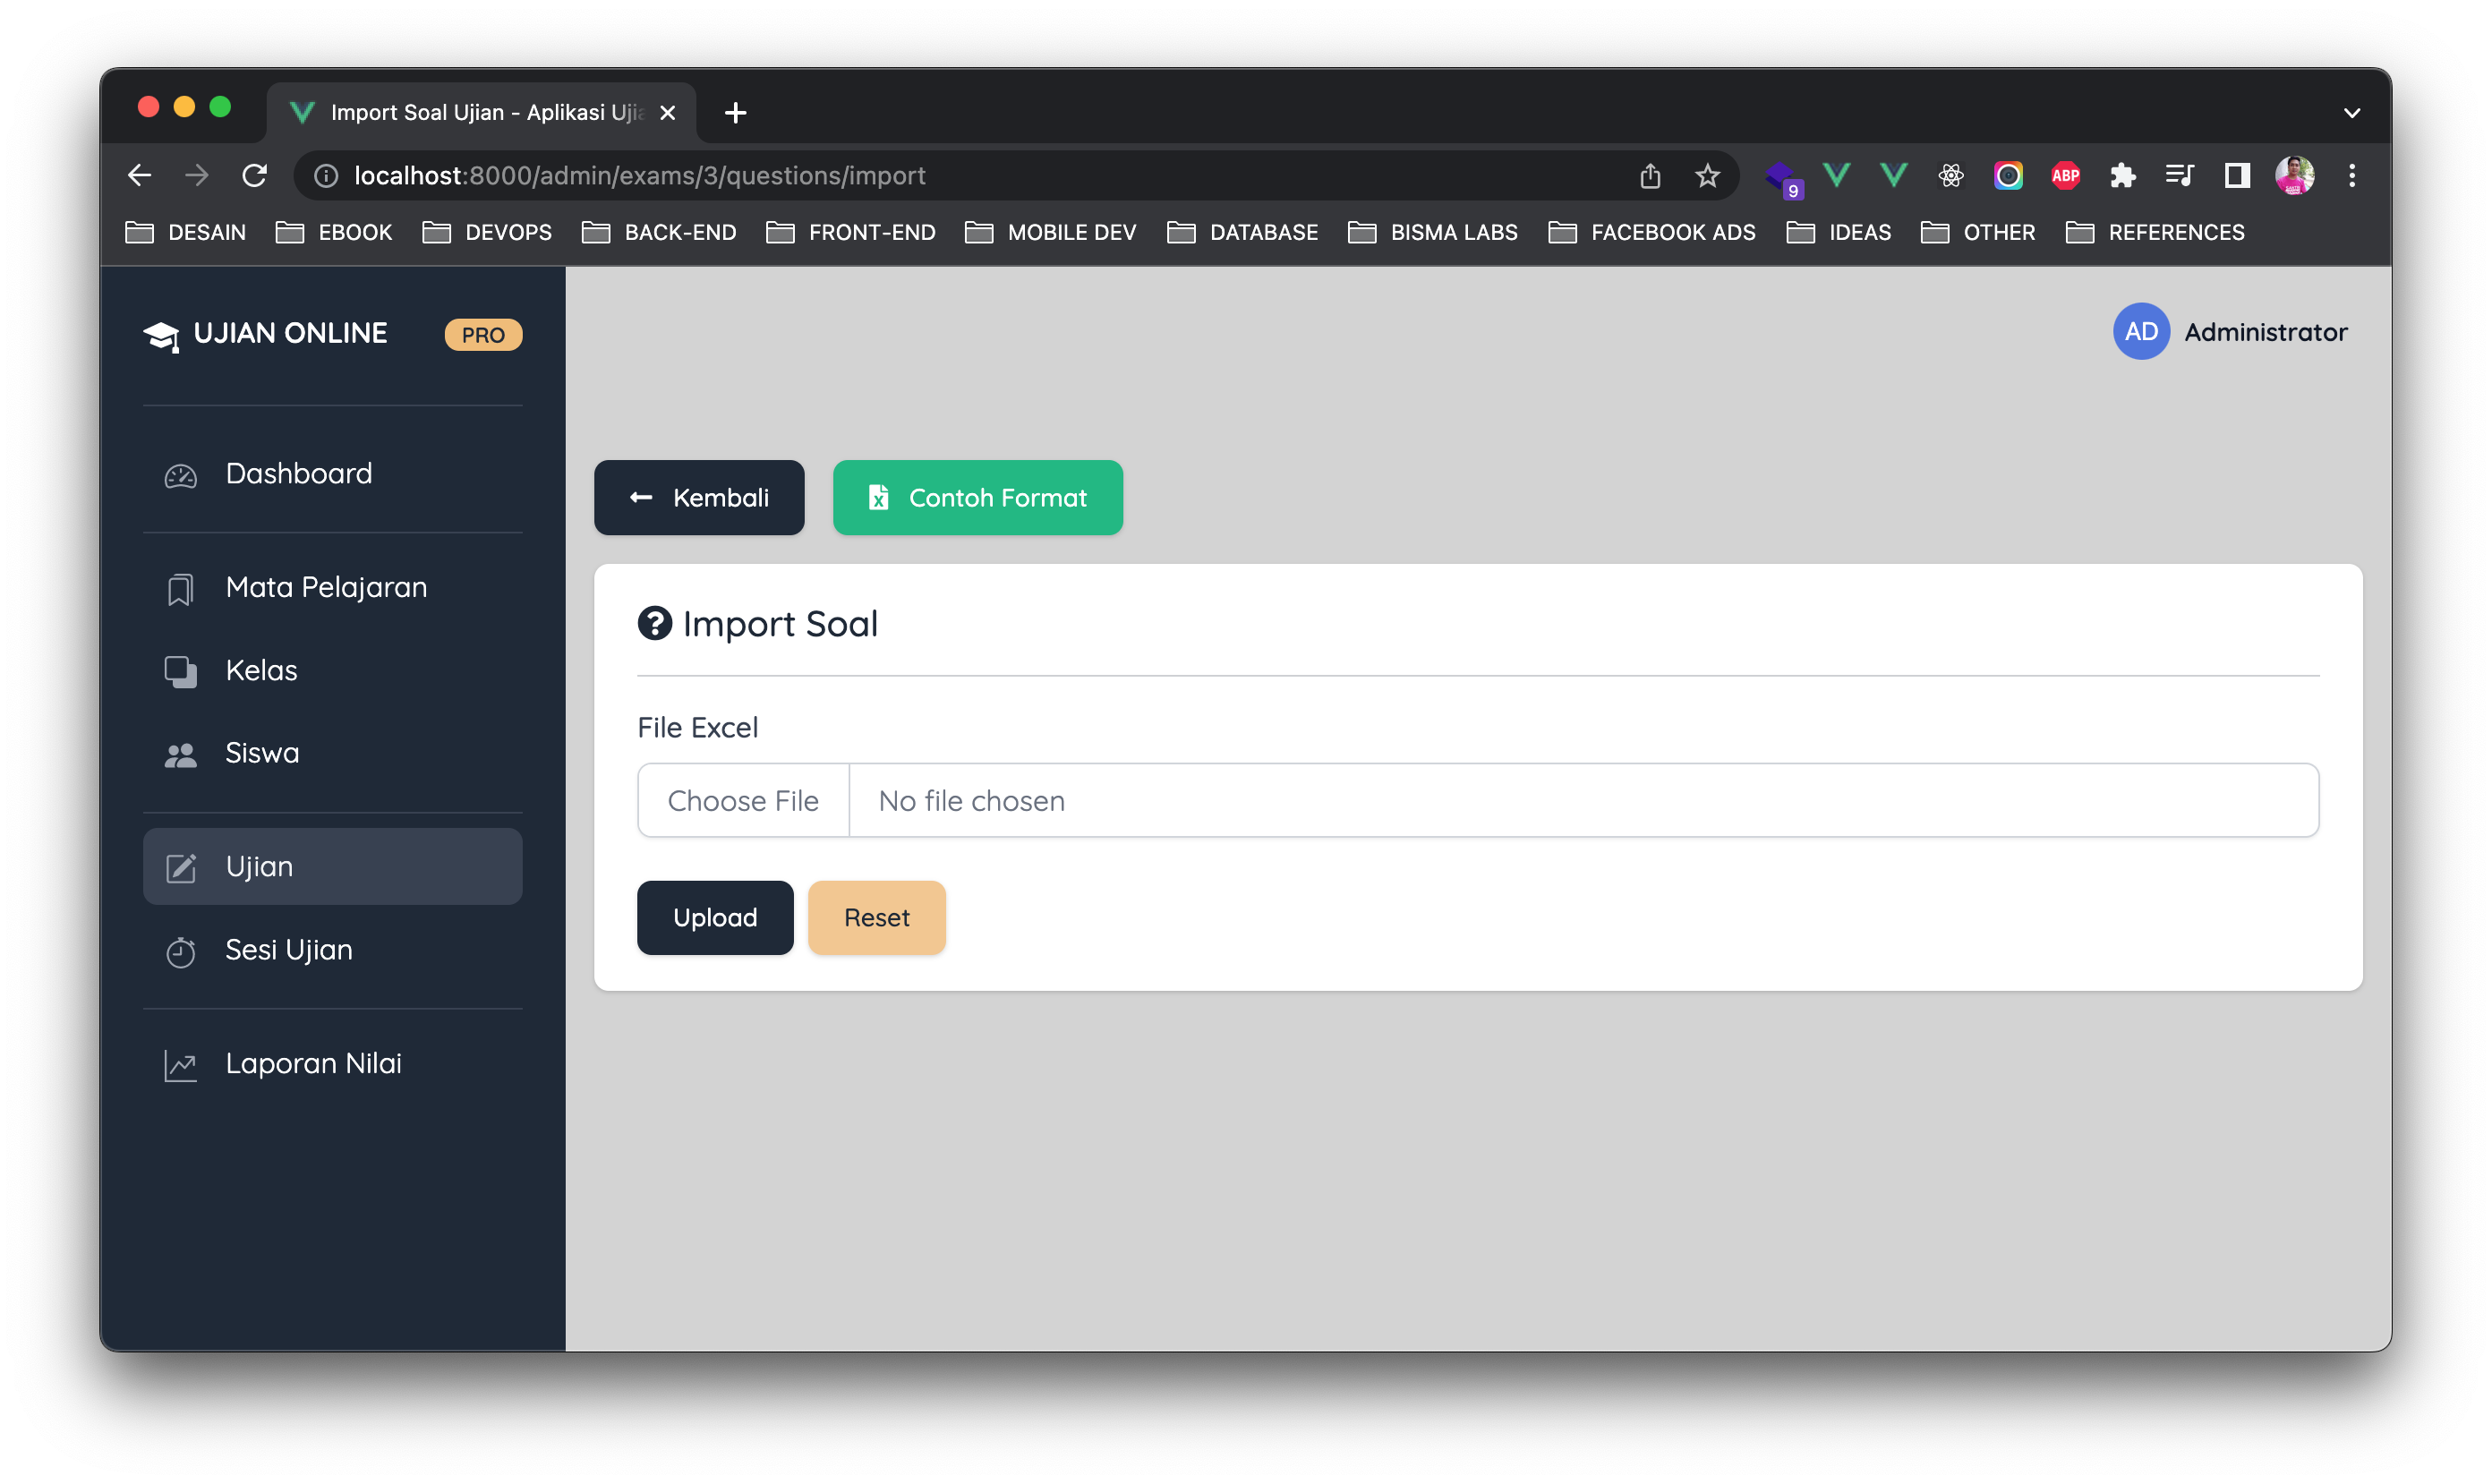 Import Soal Ujian - Aplikasi Ujia
localhost:8000/admin/exams/3/questions/import
9
ABP
DESAIN EBOOK DEVOPS BACK-END FRONT-END MOBILE DEV DATABASE BISMA LABS FACEBOOK ADS IDEAS OTHER REFERENCES
UJIAN ONLINE PRO
AD Administrator
Dashboard
Mata Pelajaran
Kelas
Siswa
Ujian
Sesi Ujian
Laporan Nilai
Kembali Contoh Format
Import Soal
File Excel
Choose File No file chosen
Upload Reset